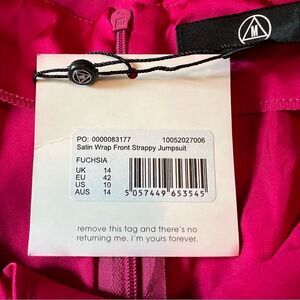 M
PO: 0000083177 10052027006
Satin Wrap Front Strappy Jumpsuit
FUCHSIA
UK 14
EU 42
US 10
AUS 14
5 057449 653545
remove this tag and there's no
returning me. i'm yours forever.